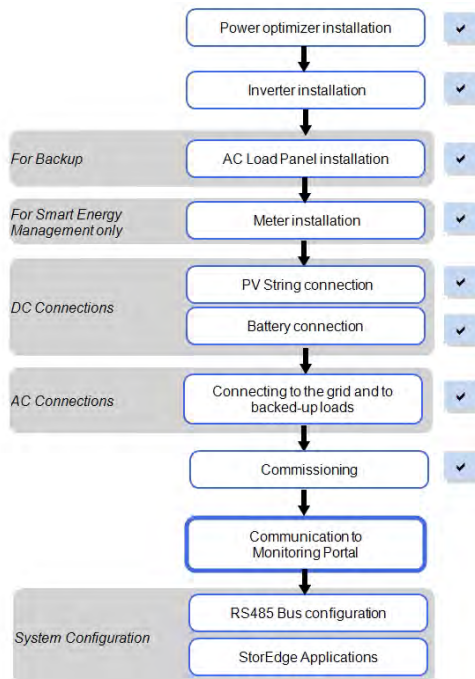 Power optimizer installation
Inverter installation
For Backup
AC Load Panel installation
For Smart Energy
Management only
Meter installation
PV String connection
DC Connections
Battery connection
AC Connections
Connecting to the grid and to
backed-up loads
Commissioning
Communication to
Monitoring Portal
RS485 Bus configuration
System Configuration
StorEdge Applications